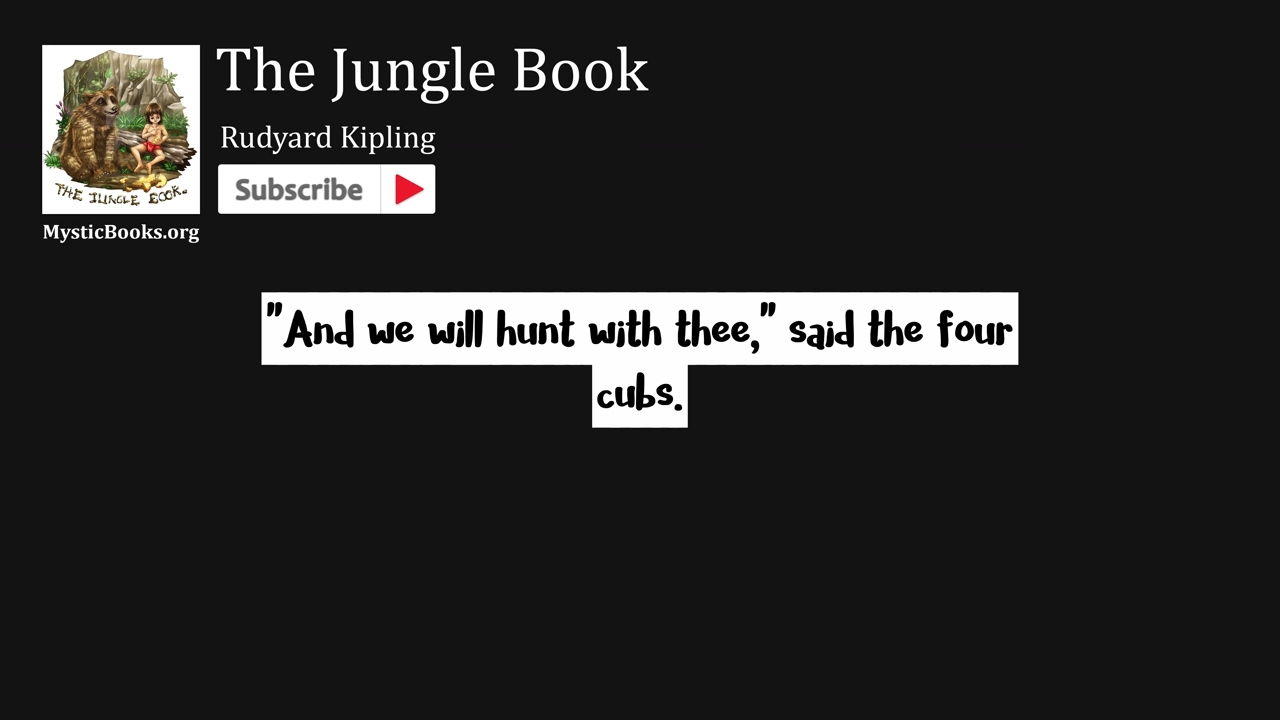 The Jungle Book
Rudyard Kipling
Subscribe
THE JUNGLE BOOK.
MysticBooks.org
"And we will hunt with thee," said the four
cubs.